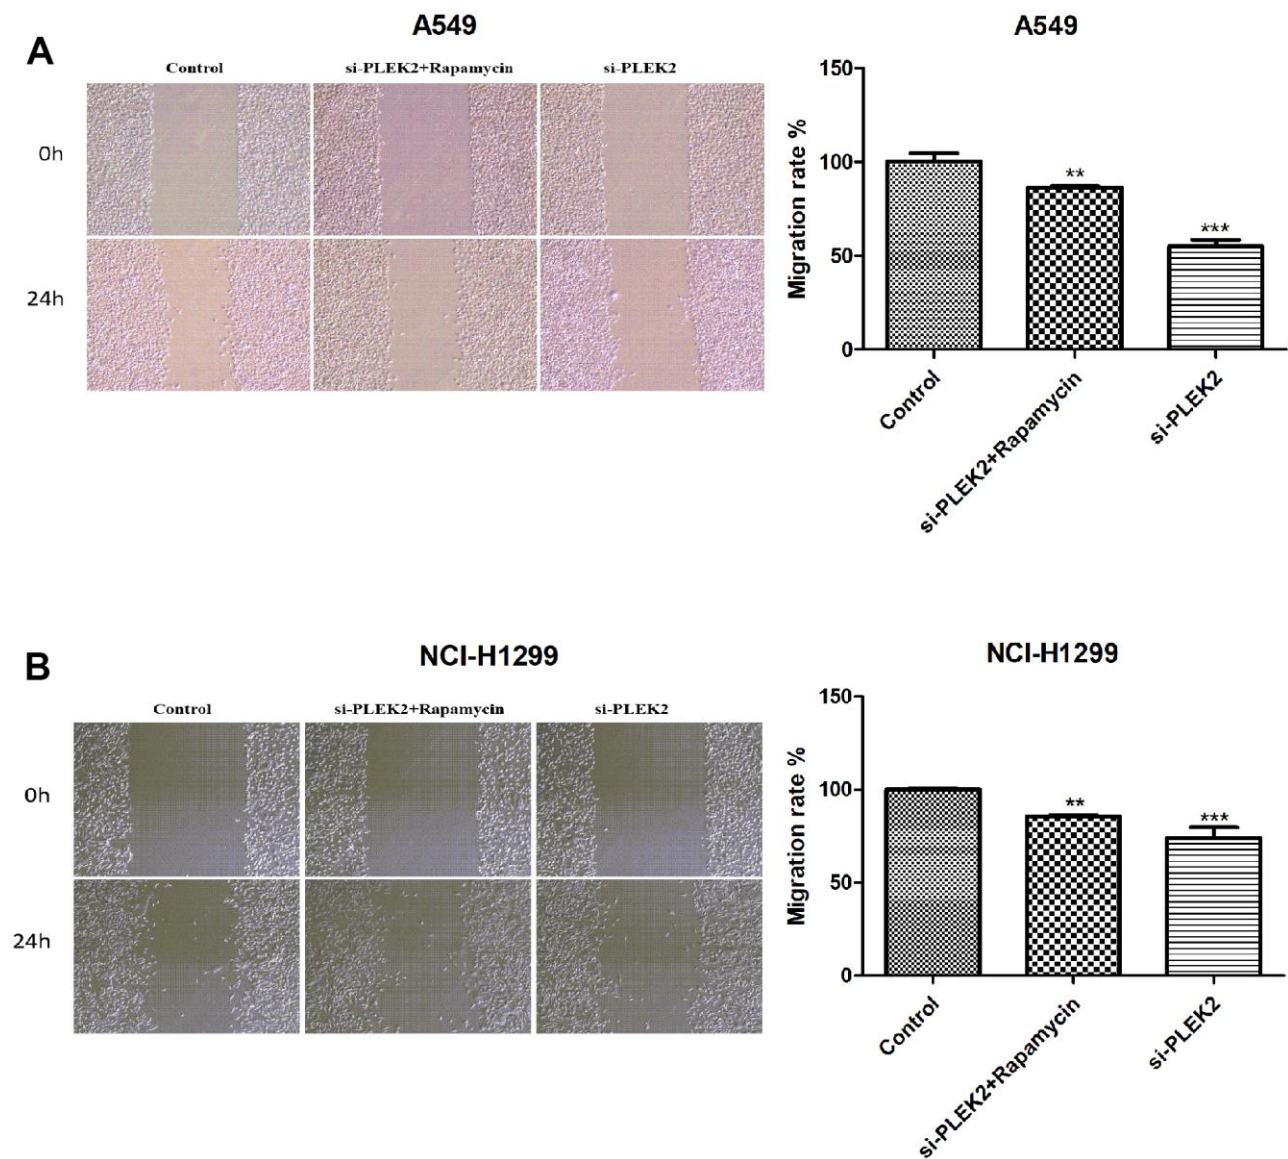 A
A549
Control
si-PLEK2+Rapamycin
si-PLEK2
0h
24h
A549
Migration rate %
150
100
50
0
**
***
Control
si-PLEK2+Rapamycin
si-PLEK2
B
NCI-H1299
Control
si-PLEK2+Rapamycin
si-PLEK2
0h
24h
NCI-H1299
Migration rate %
150
100
50
0
**
***
Control
si-PLEK2+Rapamycin
si-PLEK2